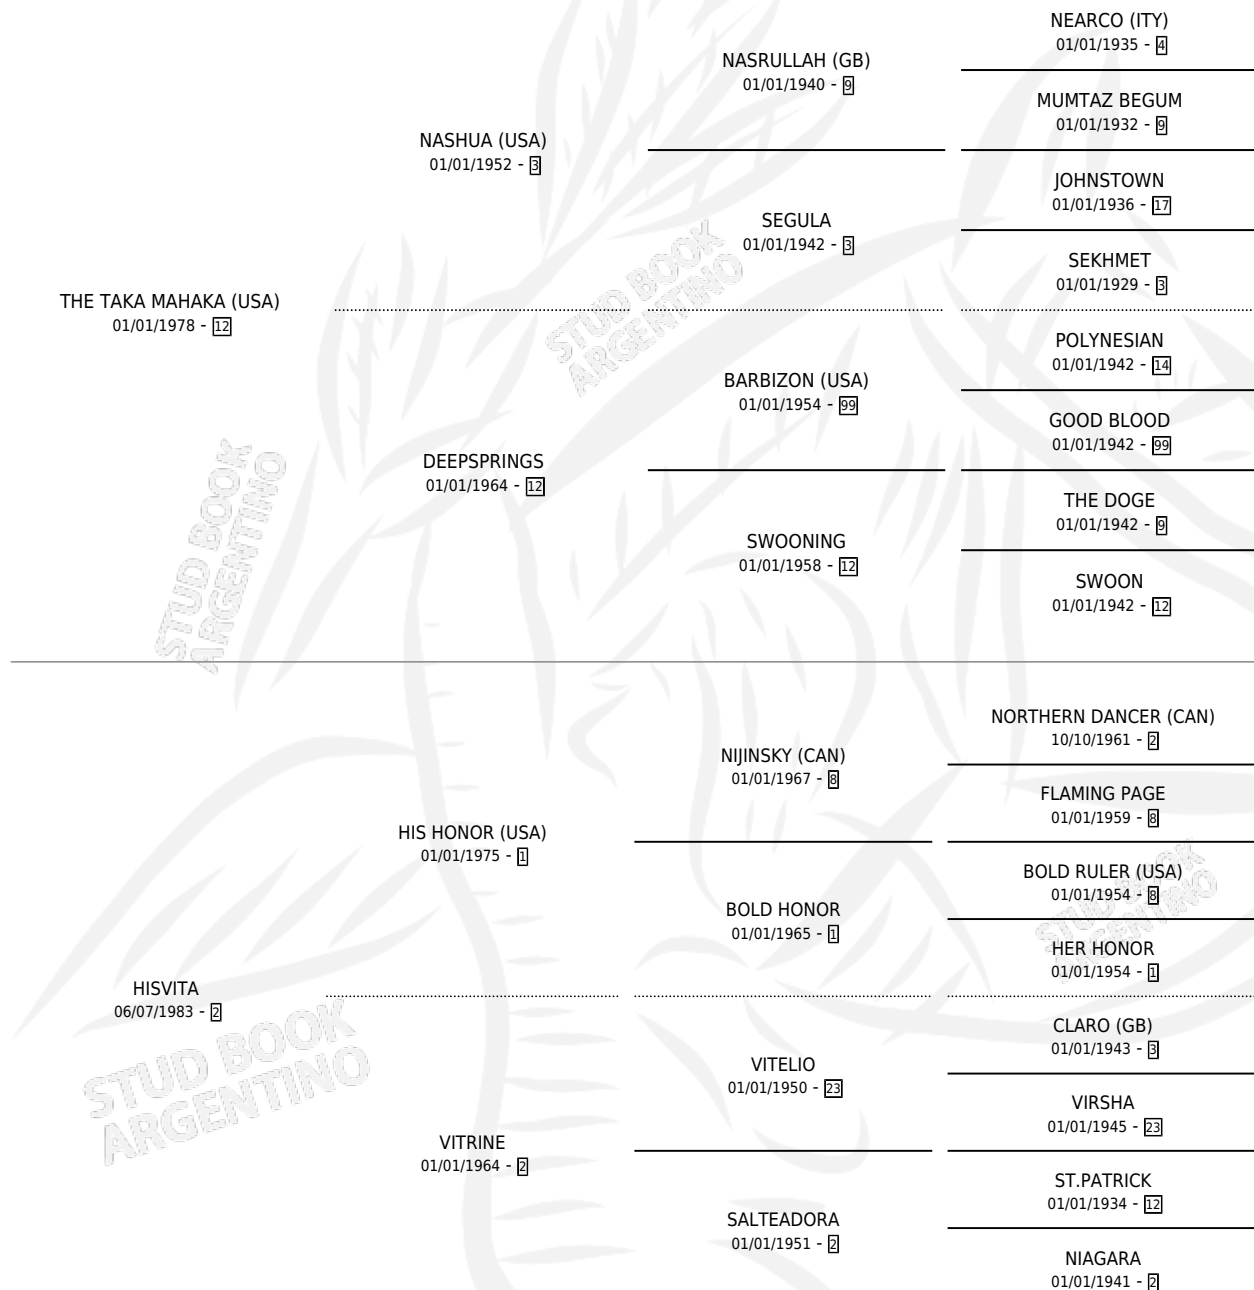 NEARCO (ITY)
01/01/1935 - 4
NASRULLAH (GB)
01/01/1940 - 9
MUMTAZ BEGUM
01/01/1932 - 9
NASHUA (USA)
01/01/1952 - 3
JOHNSTOWN
01/01/1936 - 17
SEGULA
01/01/1942 - 3
SEKHMET
01/01/1929 - 3
THE TAKA MAHAKA (USA)
01/01/1978 - 12
POLYNESIAN
01/01/1942 - 14
BARBIZON (USA)
01/01/1954 - 99
GOOD BLOOD
01/01/1942 - 99
DEEPSPRINGS
01/01/1964 - 12
THE DOGE
01/01/1942 - 9
SWOONING
01/01/1958 - 12
SWOON
01/01/1942 - 12
NORTHERN DANCER (CAN)
10/10/1961 - 2
NIJINSKY (CAN)
01/01/1967 - 8
FLAMING PAGE
01/01/1959 - 8
HIS HONOR (USA)
01/01/1975 - 1
BOLD RULER (USA)
01/01/1954 - 8
BOLD HONOR
01/01/1965 - 1
HER HONOR
01/01/1954 - 1
HISVITA
06/07/1983 - 2
CLARO (GB)
01/01/1943 - 3
VITELIO
01/01/1950 - 23
VIRSHA
01/01/1945 - 23
VITRINE
01/01/1964 - 2
ST.PATRICK
01/01/1934 - 12
SALTEADORA
01/01/1951 - 2
NIAGARA
01/01/1941 - 2
STUD BOOK
ARGENTINO
STUD BOOK
ARGENTINO
STUD BOOK
ARGENTINO
STUD BOOK
ARGENTINO